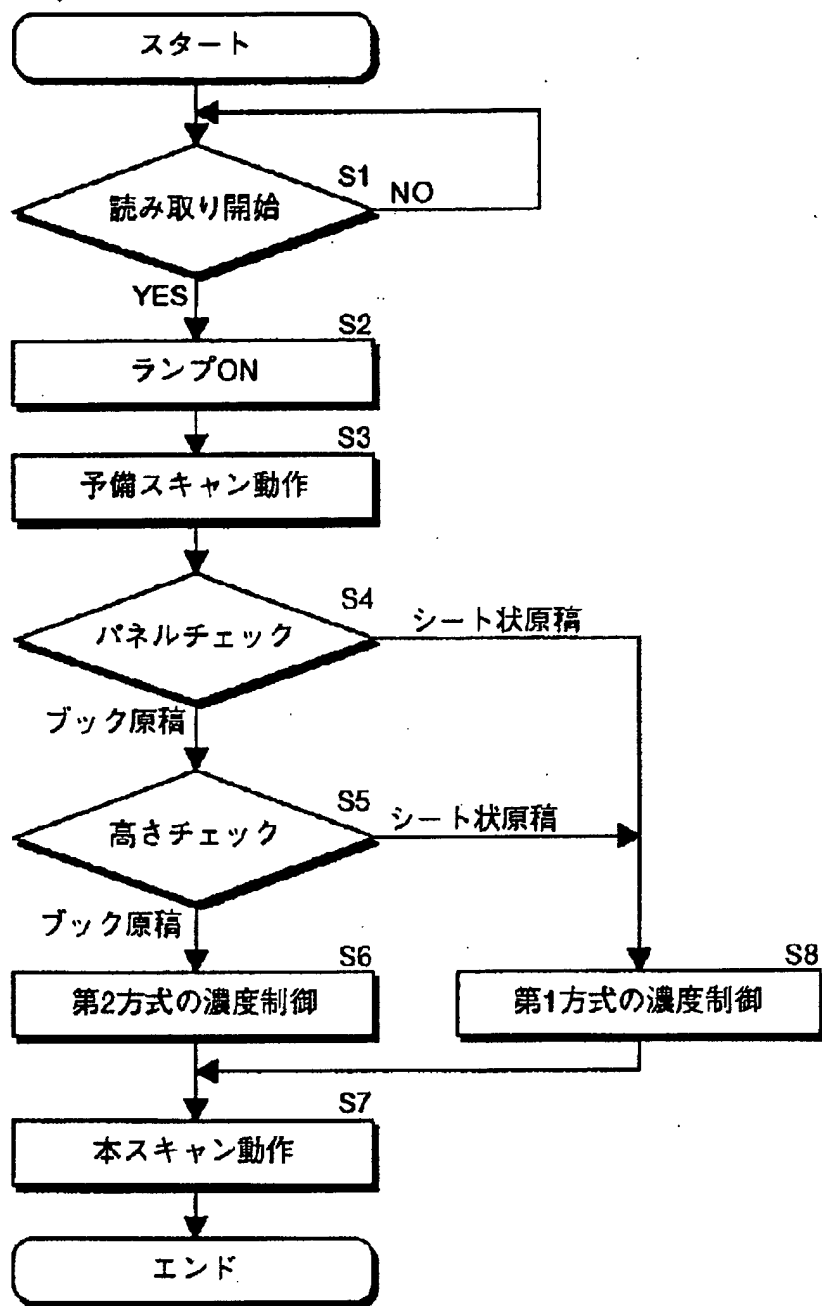 スタート
S1
読み取り開始
NO
YES
S2
ランプON
S3
予備スキャン動作
S4
パネルチェック
シート状原稿
ブック原稿
S5
高さチェック
シート状原稿
ブック原稿
S6
第2方式の濃度制御
S8
第1方式の濃度制御
S7
本スキャン動作
エンド